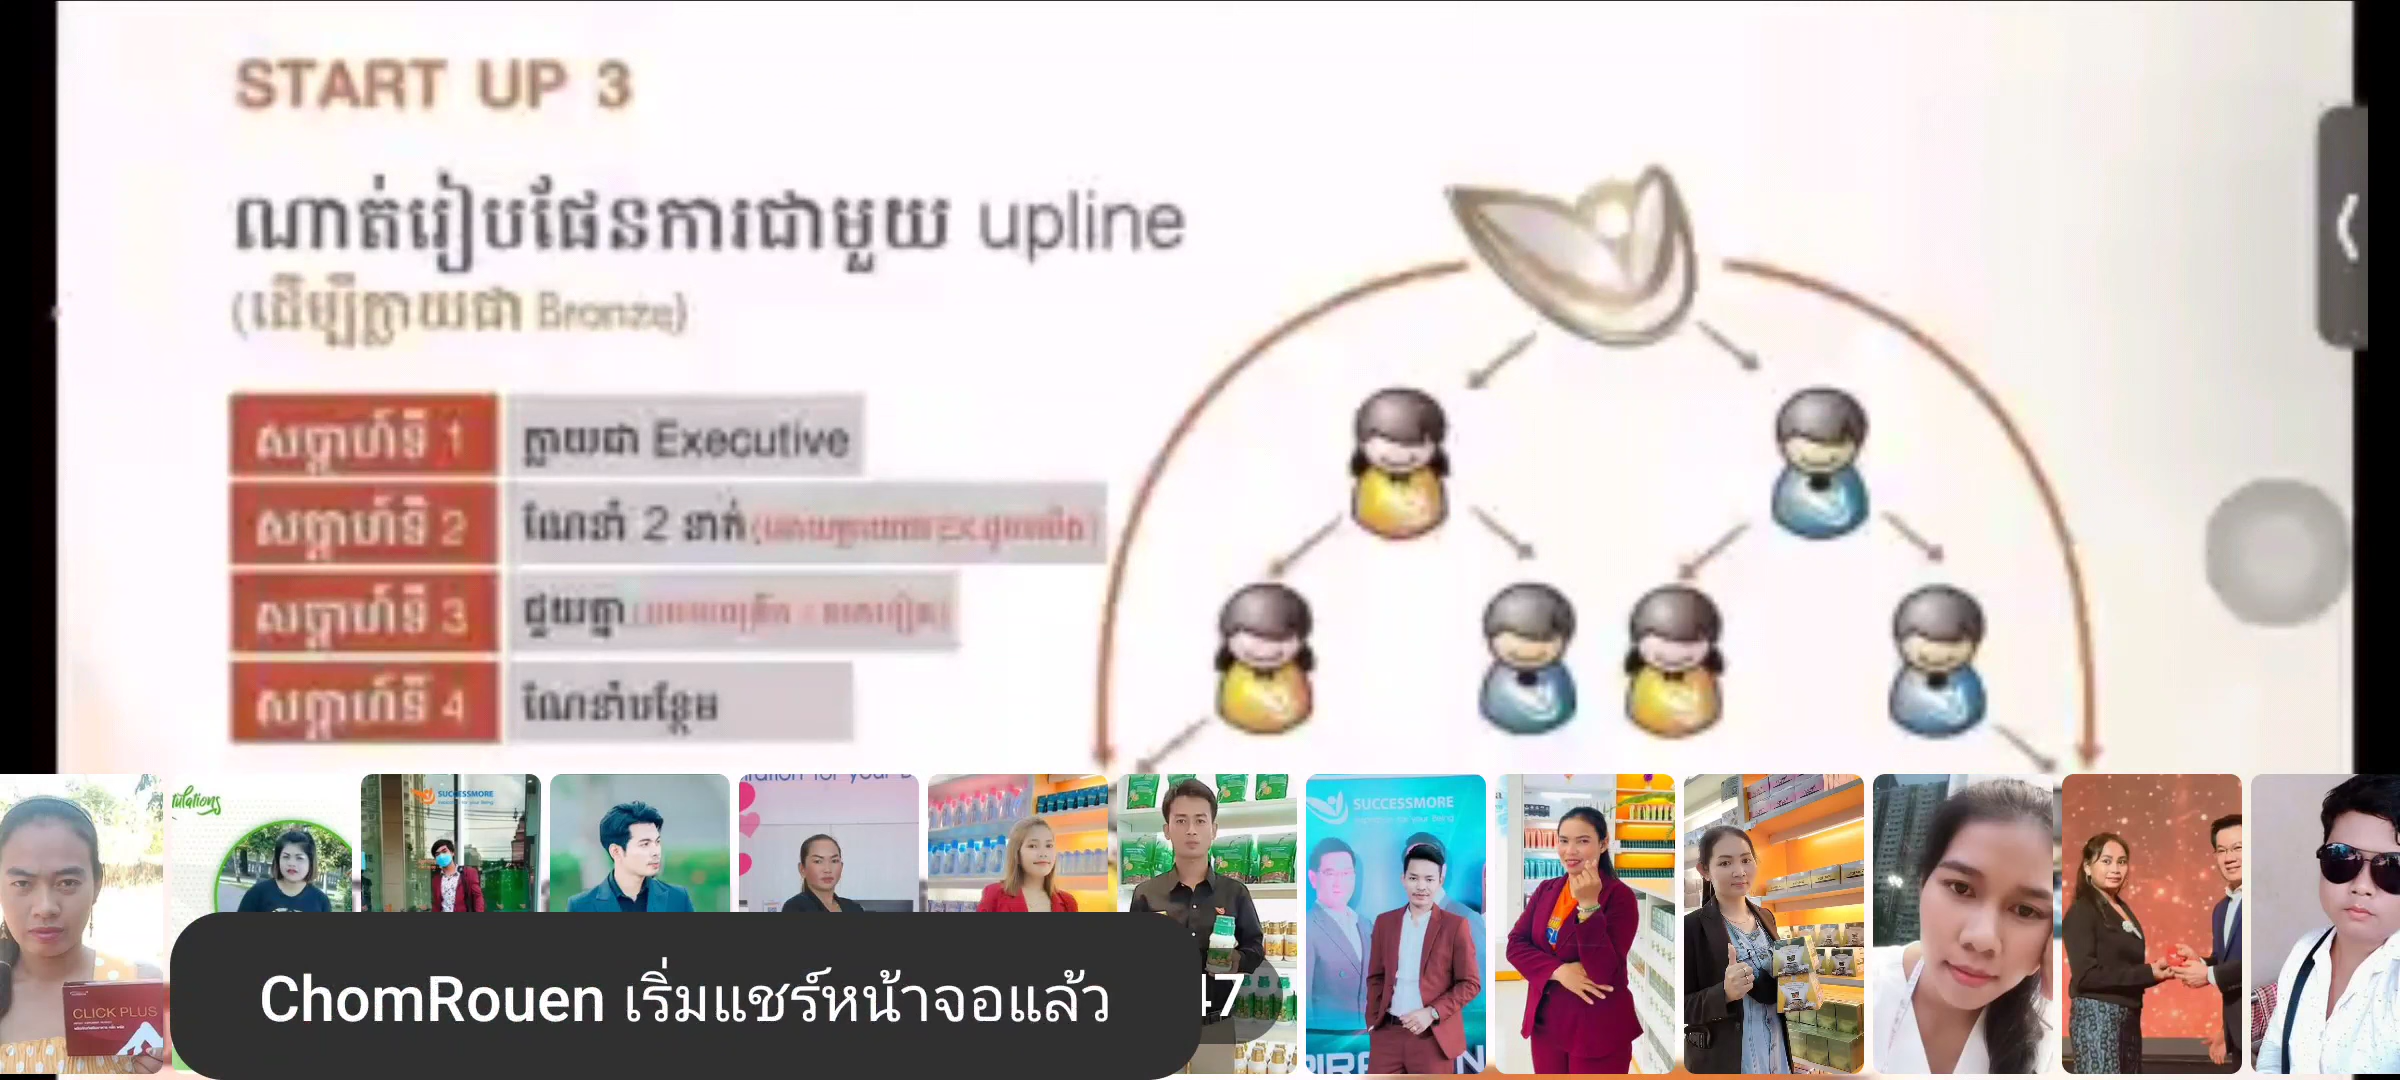 START UP 3
ណាត់រៀបផែនការជាមួយ upline
(ដើម្បីក្លាយជា Bronze)
សប្តាហ៍ទី 1
ក្លាយជា Executive
សប្តាហ៍ទី 2
ណែនាំ 2 នាក់
សប្តាហ៍ទី 3
ជួយគ្នា
សប្តាហ៍ទី 4
ណែនាំបន្ថែម
SUCCESSMORE
SUCCESSMORE
CLICK PLUS
ChomRouen เริ่มแชร์หน้าจอแล้ว
47